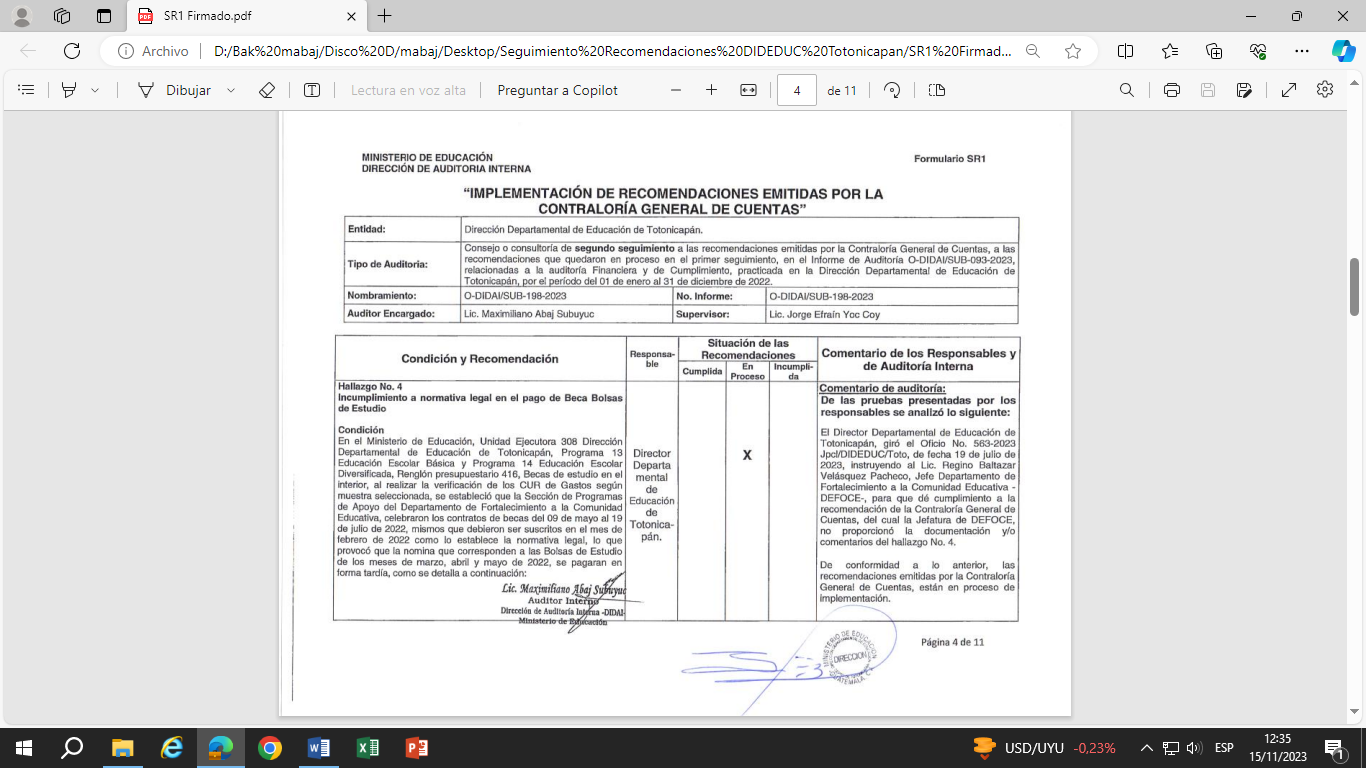 SR1 Firmado.pdf
Archivo
D:/Bak%20mabaj/Disco%20D/mabaj/Desktop/Seguimiento%20Recomendaciones%20DIDEDUC%20Totonicapan/SR1%20Firmad...
Dibujar
Lectura en voz alta
Preguntar a Copilot
4
de 11
MINISTERIO DE EDUCACIÓN
DIRECCIÓN DE AUDITORIA INTERNA
Formulario SR1
“IMPLEMENTACIÓN DE RECOMENDACIONES EMITIDAS POR LA
CONTRALORÍA GENERAL DE CUENTAS”
Entidad:
Dirección Departamental de Educación de Totonicapán.
Tipo de Auditoria:
Consejo o consultoría de segundo seguimiento a las recomendaciones emitidas por la Contraloría General de Cuentas, a las
recomendaciones que quedaron en proceso en el primer seguimiento, en el Informe de Auditoría O-DIDAI/SUB-093-2023,
relacionadas a la auditoría Financiera y de Cumplimiento, practicada en la Dirección Departamental de Educación de
Totonicapán, por el período del 01 de enero al 31 de diciembre de 2022.
Nombramiento:
O-DIDAI/SUB-198-2023
No. Informe:
O-DIDAI/SUB-198-2023
Auditor Encargado:
Lic. Maximiliano Abaj Subuyuc
Supervisor:
Lic. Jorge Efraín Yoc Coy
Condición y Recomendación
Responsa-
ble
Situación de las
Recomendaciones
Cumplida
En
Proceso
Incumpli-
da
Comentario de los Responsables y
de Auditoría Interna
Hallazgo No. 4
Incumplimiento a normativa legal en el pago de Beca Bolsas
de Estudio
Condición
En el Ministerio de Educación, Unidad Ejecutora 308 Dirección
Departamental de Educación de Totonicapán, Programa 13
Educación Escolar Básica y Programa 14 Educación Escolar
Diversificada, Renglón presupuestario 416, Becas de estudio en el
interior, al realizar la verificación de los CUR de Gastos según
muestra seleccionada, se estableció que la Sección de Programas
de Apoyo del Departamento de Fortalecimiento a la Comunidad
Educativa, celebraron los contratos de becas del 09 de mayo al 19
de julio de 2022, mismos que debieron ser suscritos en el mes de
febrero de 2022 como lo establece la normativa legal, lo que
provocó que la nomina que corresponden a las Bolsas de Estudio
de los meses de marzo, abril y mayo de 2022, se pagaran en
forma tardía, como se detalla a continuación:
Lic. Maximiliano Abaj Subuyuc
Auditor Interno
Dirección de Auditoría Interna -DIDAI-
Ministerio de Educación
Director
Departa
mental
de
Educación
de
Totonica-
pán.
X
Comentario de auditoría:
De las pruebas presentadas por los
responsables se analizó lo siguiente:
El Director Departamental de Educación de
Totonicapán, giró el Oficio No. 563-2023
Jpcl/DIDEDUC/Toto, de fecha 19 de julio de
2023, instruyendo al Lic. Regino Baltazar
Velásquez Pacheco, Jefe Departamento de
Fortalecimiento a la Comunidad Educativa -
DEFOCE-, para que dé cumplimiento a la
recomendación de la Contraloría General de
Cuentas, del cual la Jefatura de DEFOCE,
no proporcionó la documentación y/o
comentarios del hallazgo No. 4.
De conformidad a lo anterior, las
recomendaciones emitidas por la Contraloría
General de Cuentas, están en proceso de
implementación.
MINISTERIO DE EDUCACIÓN
DIRECCION
GUATEMALA
Página 4 de 11
USD/UYU
-0,23%
ESP
12:35
15/11/2023
1